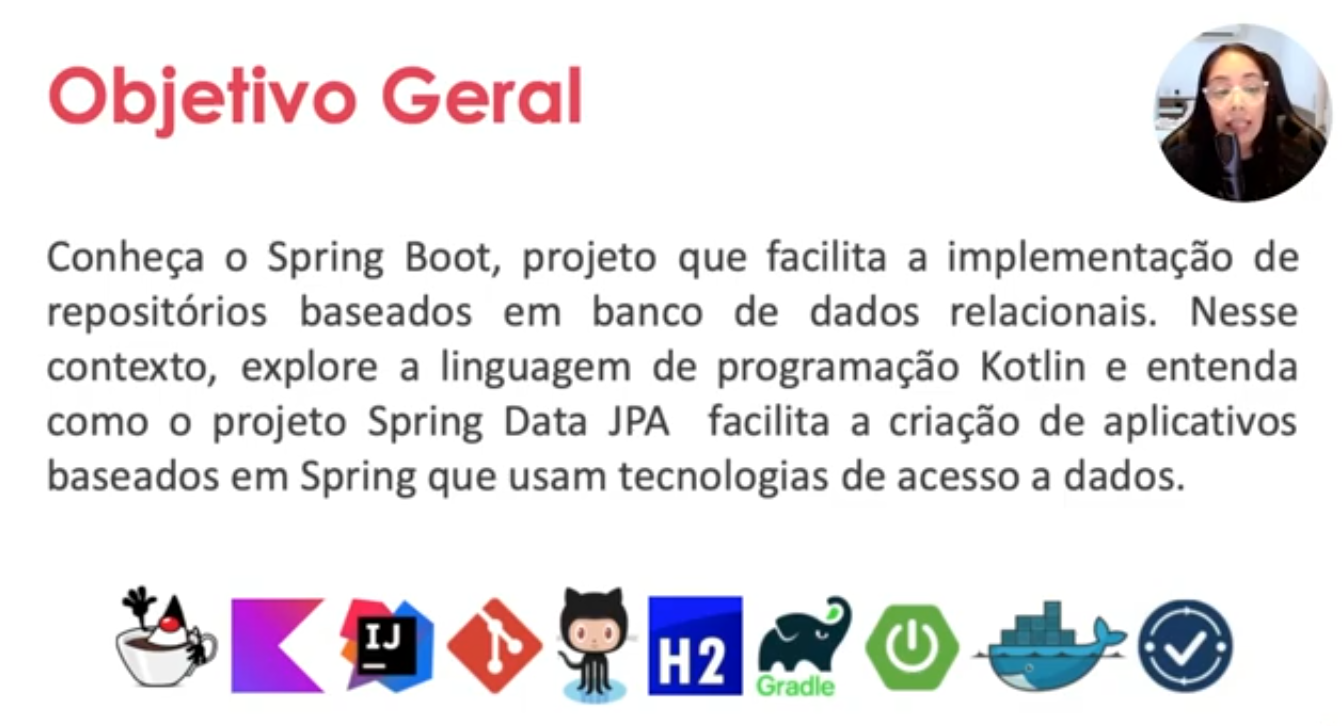 Objetivo Geral
Conheça o Spring Boot, projeto que facilita a implementação de
repositórios baseados em banco de dados relacionais. Nesse
contexto, explore a linguagem de programação Kotlin e entenda
como o projeto Spring Data JPA facilita a criação de aplicativos
baseados em Spring que usam tecnologias de acesso a dados.
IJ
H2
Gradle